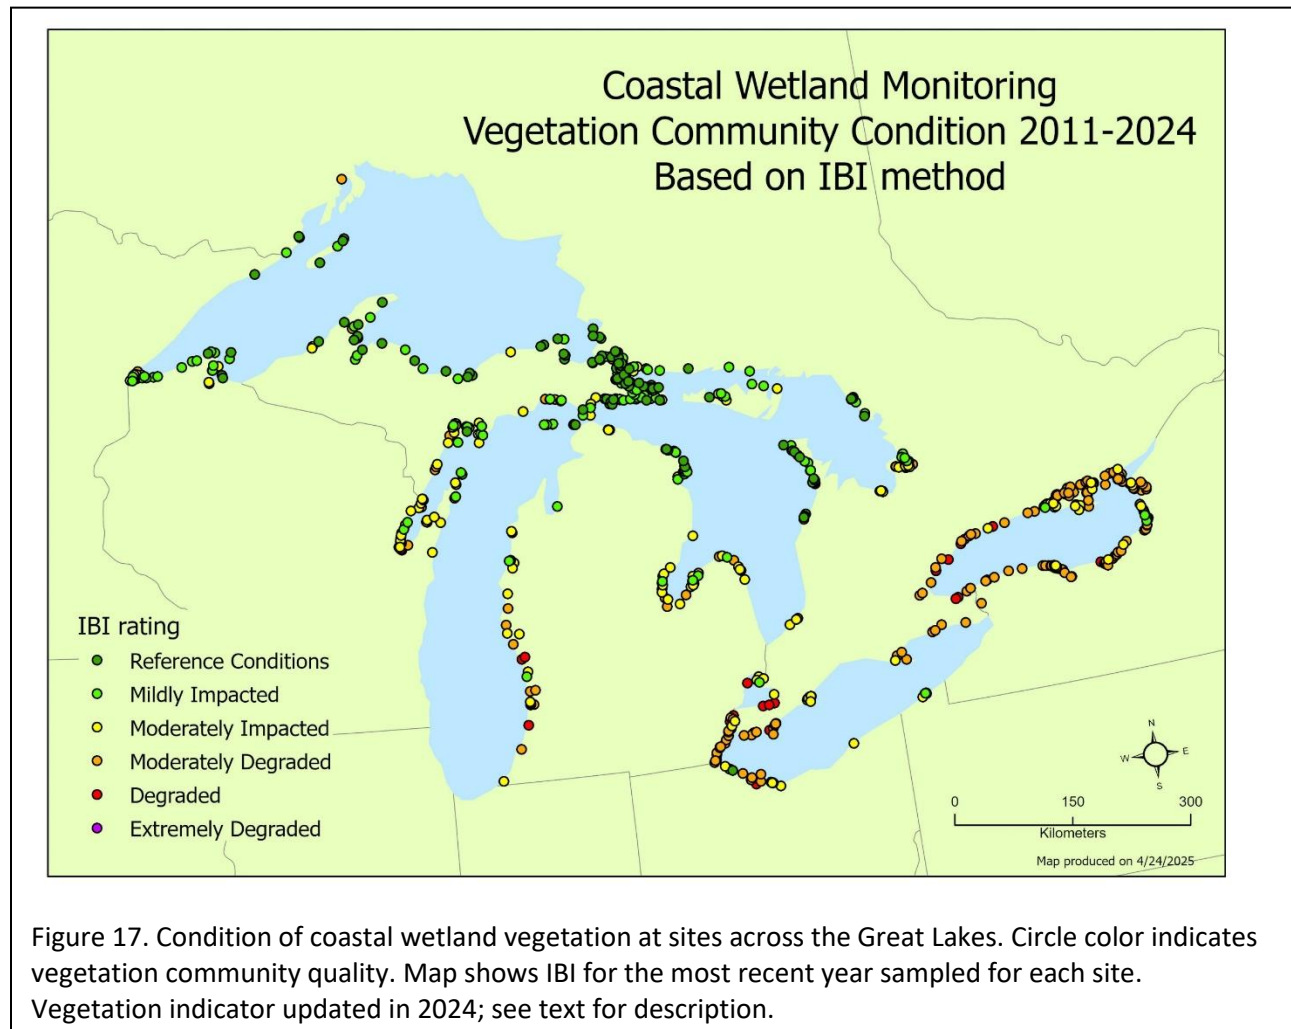 Coastal Wetland Monitoring
Vegetation Community Condition 2011-2024
Based on IBI method
IBI rating
Reference Conditions
Mildly Impacted
Moderately Impacted
Moderately Degraded
Degraded
Extremely Degraded
N
W E
S
0 150 300
Kilometers
Map produced on 4/24/2025
Figure 17. Condition of coastal wetland vegetation at sites across the Great Lakes. Circle color indicates
vegetation community quality. Map shows IBI for the most recent year sampled for each site.
Vegetation indicator updated in 2024; see text for description.